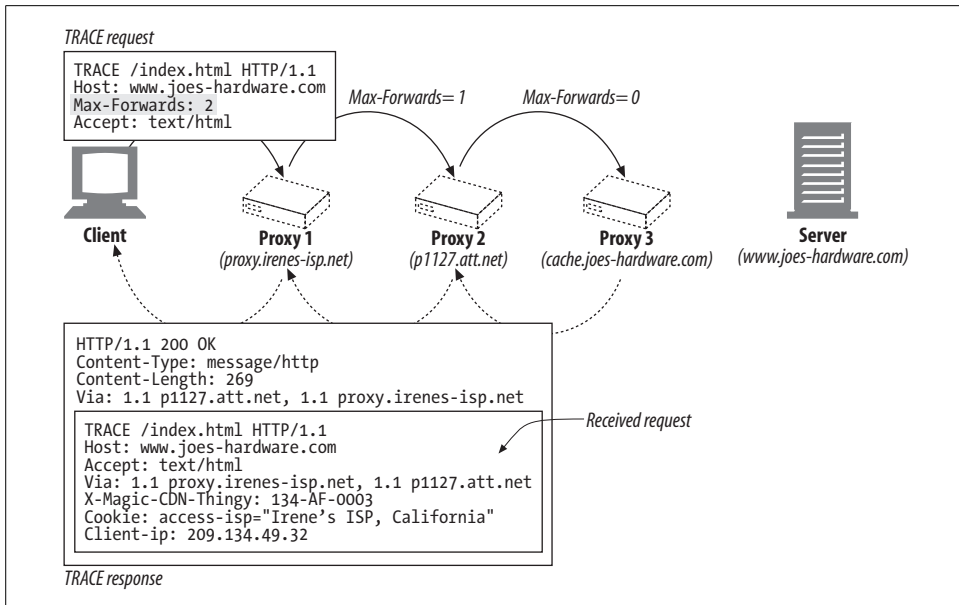 TRACE request
TRACE /index.html HTTP/1.1
Host: www.joes-hardware.com
Max-Forwards: 2
Accept: text/html
Max-Forwards=1
Max-Forwards=0
Client
Proxy 1
(proxy.irenes-isp.net)
Proxy 2
(p1127.att.net)
Proxy 3
(cache.joes-hardware.com)
Server
(www.joes-hardware.com)
HTTP/1.1 200 OK
Content-Type: message/http
Content-Length: 269
Via: 1.1 p1127.att.net, 1.1 proxy.irenes-isp.net
Received request
TRACE /index.html HTTP/1.1
Host: www.joes-hardware.com
Accept: text/html
Via: 1.1 proxy.irenes-isp.net, 1.1 p1127.att.net
X-Magic-CDN-Thingy: 134-AF-0003
Cookie: access-isp="Irene's ISP, California"
Client-ip: 209.134.49.32
TRACE response